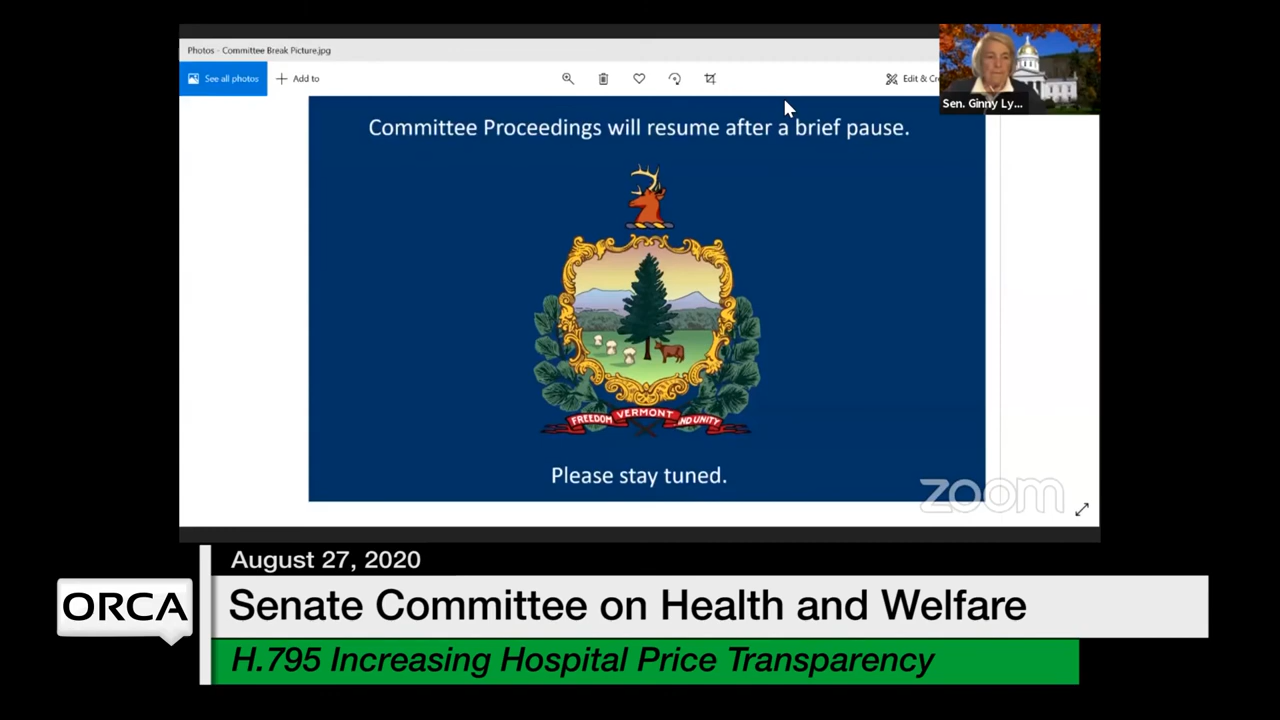 Photos - Committee Break Picture.jpg
See all photos
Add to
Edit & Cr
Sen. Ginny Ly...
Committee Proceedings will resume after a brief pause.
FREEDOM VERMONT AND UNITY
Please stay tuned.
zoom
August 27, 2020
ORCA
Senate Committee on Health and Welfare
H.795 Increasing Hospital Price Transparency